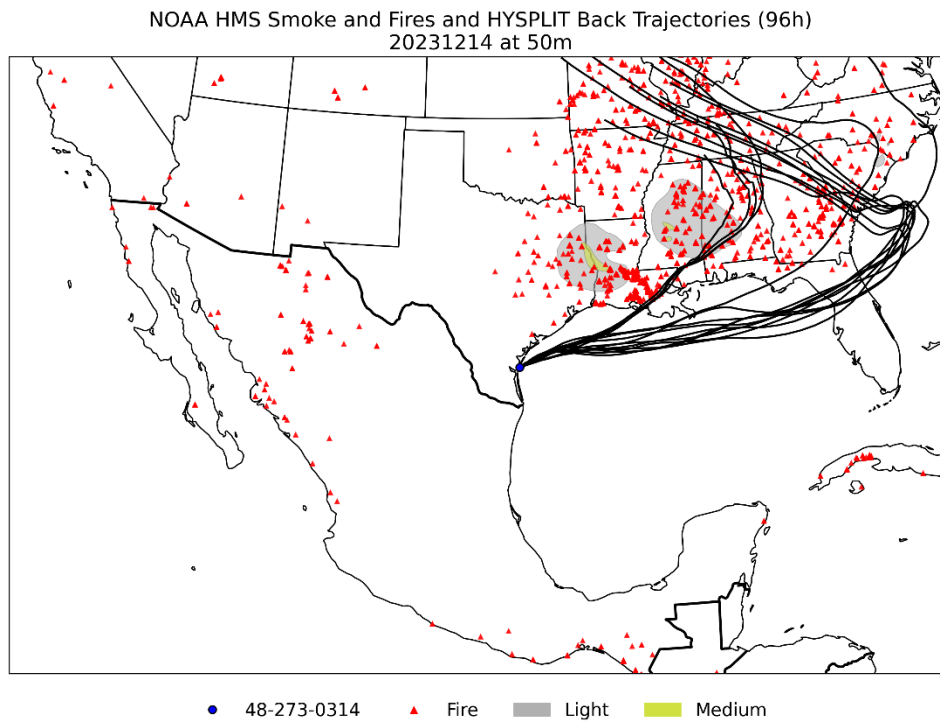 NOAA HMS Smoke and Fires and HYSPLIT Back Trajectories (96h)
20231214 at 50m
48-273-0314 Fire Light Medium